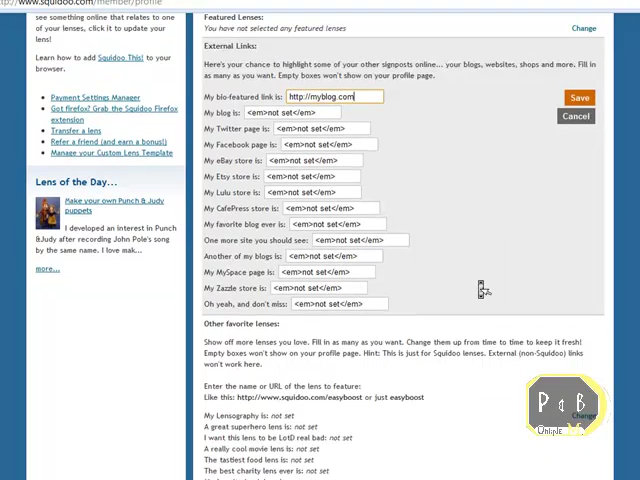 http://www.squidoo.com/member/profile
see something online that relates to one
of your lenses, click it to update your
lens!
Learn how to add Squidoo This! to your
browser.
Payment Settings Manager
Got firefox? Grab the Squidoo Firefox
extension
Transfer a lens
Refer a friend (and earn a bonus!)
Manage your Custom Lens Template
Lens of the Day...
Make your own Punch & Judy
puppets
I developed an interest in Punch
&Judy after recording John Pole's song
by the same name. I love mak...
more...
Featured Lenses:
You have not selected any featured lenses
Change
External Links:
Here's your chance to highlight some of your other signposts online... your blogs, websites, shops and more. Fill in
as many as you want. Empty boxes won't show on your profile page.
My bio-featured link is: http://myblog.com
Save
My blog is: <em>not set</em>
Cancel
My Twitter page is: <em>not set</em>
My Facebook page is: <em>not set</em>
My eBay store is: <em>not set</em>
My Etsy store is: <em>not set</em>
My Lulu store is: <em>not set</em>
My CafePress store is: <em>not set</em>
My favorite blog ever is: <em>not set</em>
One more site you should see: <em>not set</em>
Another of my blogs is: <em>not set</em>
My MySpace page is: <em>not set</em>
My Zazzle store is: <em>not set</em>
Oh yeah, and don't miss: <em>not set</em>
Other favorite lenses:
Show off more lenses you love. Fill in as many as you want. Change them up from time to time to keep it fresh!
Empty boxes won't show on your profile page. Hint: This is just for Squidoo lenses. External (non-Squidoo) links
won't work here.
Enter the name or URL of the lens to feature:
Like this: http://www.squidoo.com/easyboost or just easyboost
My Lensography is: not set
Change
A great superhero lens is: not set
I want this lens to be LotD real bad: not set
A really cool movie lens is: not set
The tastiest food lens is: not set
The best charity lens ever is: not set
P d B
Online